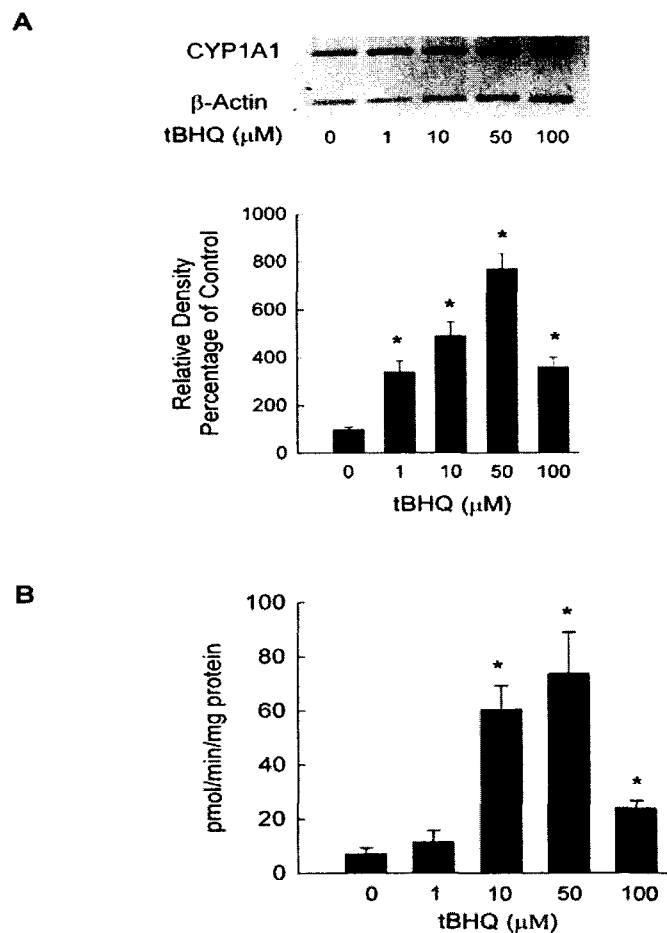 A
CYP1A1
β-Actin
tBHQ (μM) 0 1 10 50 100
Relative Density
Percentage of Control
1000
800
600
400
200
0
* * * *
0 1 10 50 100
tBHQ (μM)
B
pmol/min/mg protein
100
80
60
40
20
0
* * *
0 1 10 50 100
tBHQ (μM)